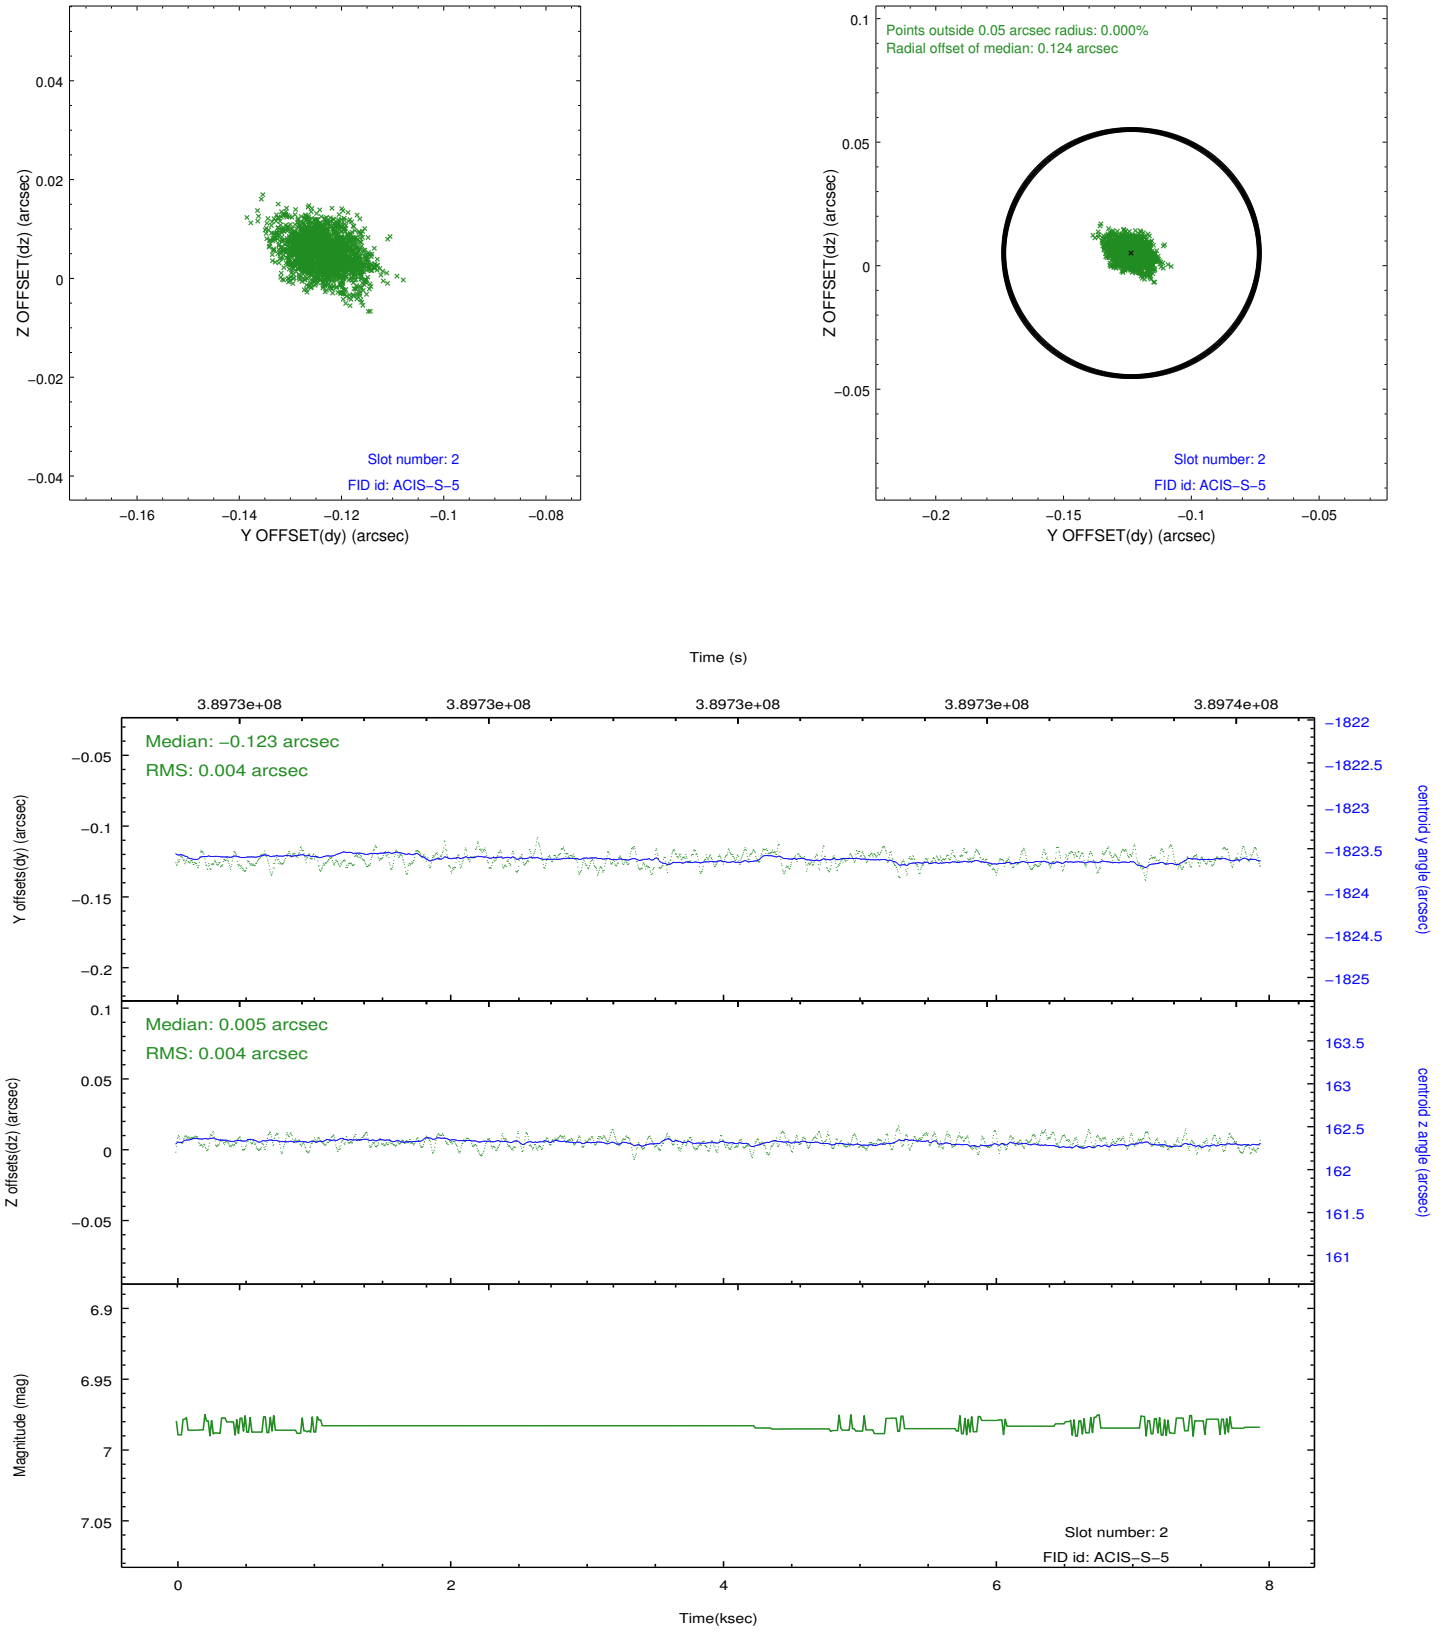 0.04
0.02
0
−0.02
−0.04
Z OFFSET(dz) (arcsec)
Slot number: 2
FID id: ACIS−S−5
−0.16 −0.14 −0.12 −0.1 −0.08
Y OFFSET(dy) (arcsec)
Points outside 0.05 arcsec radius: 0.000%
Radial offset of median: 0.124 arcsec
0.1
0.05
0
−0.05
Z OFFSET(dz) (arcsec)
Slot number: 2
FID id: ACIS−S−5
−0.2 −0.15 −0.1 −0.05
Y OFFSET(dy) (arcsec)
Time (s)
3.8973e+08 3.8973e+08 3.8973e+08 3.8973e+08 3.8974e+08
Median: −0.123 arcsec
RMS: 0.004 arcsec
−0.05
−0.1
−0.15
−0.2
Y offsets(dy) (arcsec)
−1822
−1822.5
−1823
−1823.5
−1824
−1824.5
−1825
centroid y angle (arcsec)
Median: 0.005 arcsec
RMS: 0.004 arcsec
0.1
0.05
0
−0.05
Z offsets(dz) (arcsec)
163.5
163
162.5
162
161.5
161
centroid z angle (arcsec)
6.9
6.95
7
7.05
Magnitude (mag)
Slot number: 2
FID id: ACIS−S−5
0 2 4 6 8
Time(ksec)